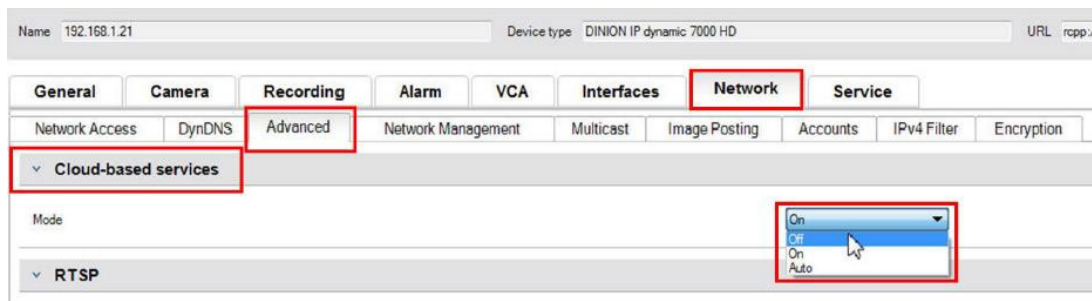 Name 192.168.1.21 Device type DINION IP dynamic 7000 HD URL rcpp:
General Camera Recording Alarm VCA Interfaces Network Service
Network Access DynDNS Advanced Network Management Multicast Image Posting Accounts IPv4 Filter Encryption
Cloud-based services
Mode On
Off
On
Auto
RTSP